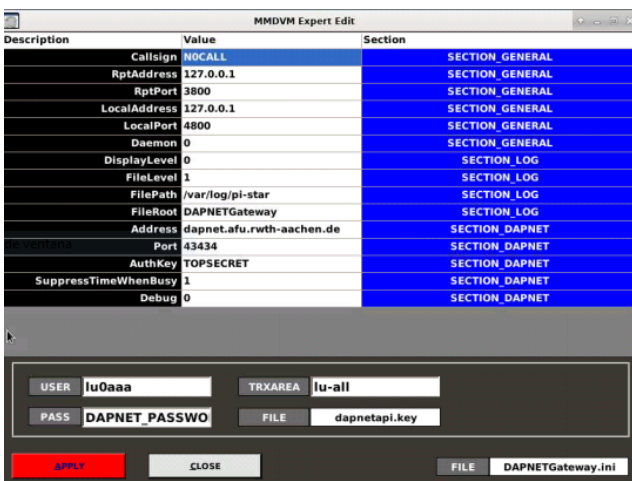 MMDVM Expert Edit
Description Value Section
Callsign N0CALL SECTION_GENERAL
RptAddress 127.0.0.1 SECTION_GENERAL
RptPort 3800 SECTION_GENERAL
LocalAddress 127.0.0.1 SECTION_GENERAL
LocalPort 4800 SECTION_GENERAL
Daemon 0 SECTION_GENERAL
DisplayLevel 0 SECTION_LOG
FileLevel 1 SECTION_LOG
FilePath /var/log/pi-star SECTION_LOG
FileRoot DAPNETGateway SECTION_LOG
Address dapnet.afu.rwth-aachen.de SECTION_DAPNET
de ventana Port 43434 SECTION_DAPNET
AuthKey TOPSECRET SECTION_DAPNET
SuppressTimeWhenBusy 1 SECTION_DAPNET
Debug 0 SECTION_DAPNET
USER lu0aaa TRXAREA lu-all
PASS DAPNET_PASSWO FILE dapnetapi.key
APPLY CLOSE FILE DAPNETGateway.ini